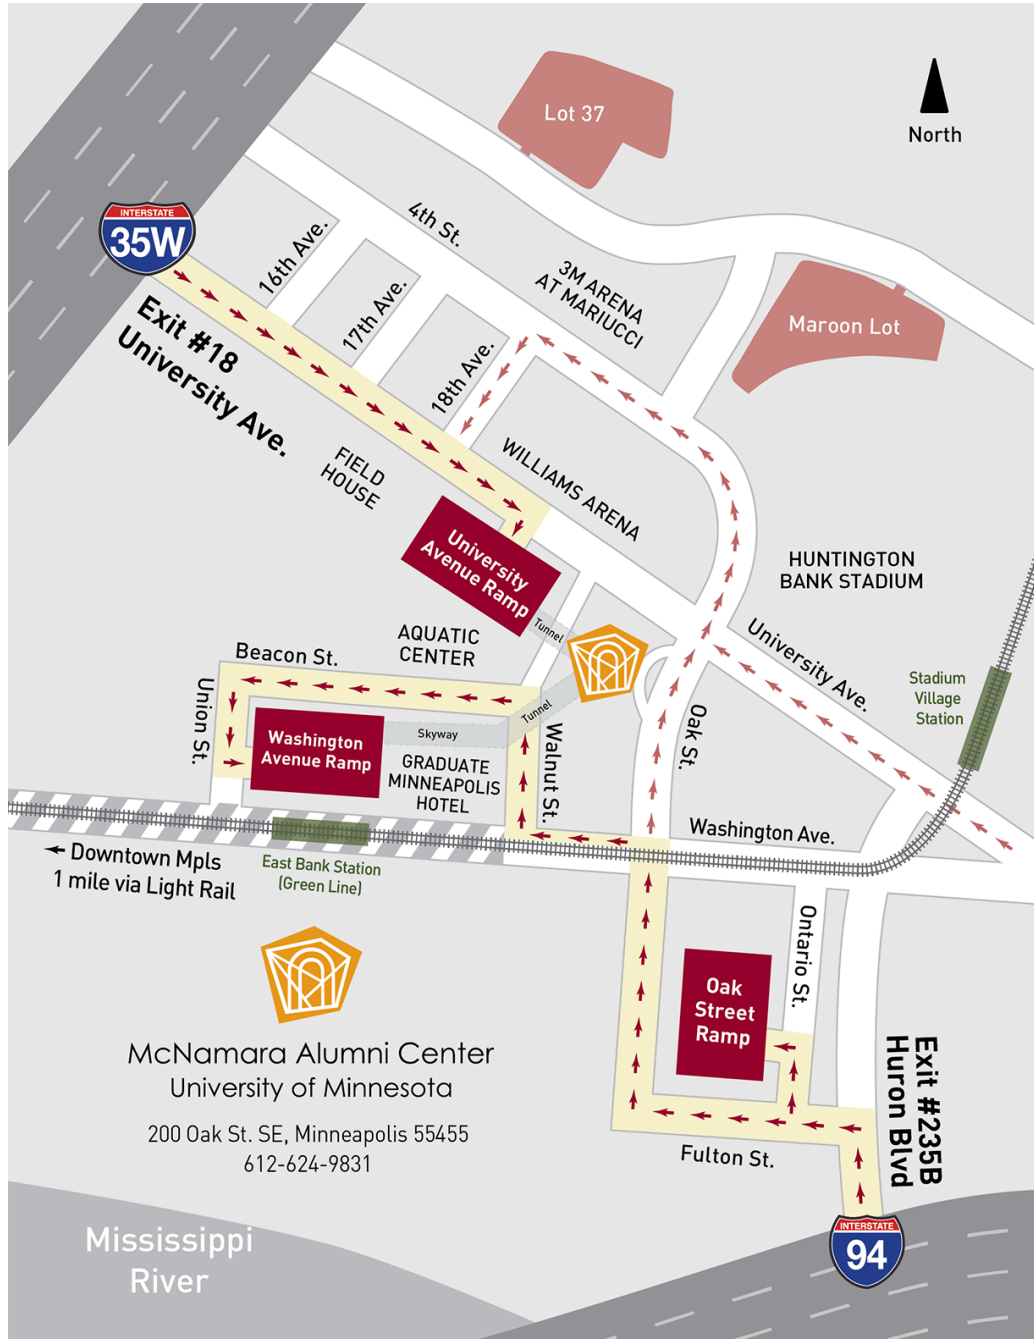 Lot 37
North
INTERSTATE
35W
16th Ave.
4th St.
17th Ave.
3M ARENA
AT MARIUCCI
Maroon Lot
Exit #18
University Ave.
18th Ave.
FIELD
HOUSE
WILLIAMS ARENA
University
Avenue Ramp
HUNTINGTON
BANK STADIUM
Tunnel
AQUATIC
CENTER
University Ave.
Beacon St.
Stadium
Village
Station
Union St.
Tunnel
Oak St.
Washington
Avenue Ramp
Skyway
Walnut St.
GRADUATE
MINNEAPOLIS
HOTEL
Washington Ave.
Downtown Mpls
1 mile via Light Rail
East Bank Station
(Green Line)
Ontario St.
Oak
Street
Ramp
McNamara Alumni Center
University of Minnesota
200 Oak St. SE, Minneapolis 55455
612-624-9831
Exit #235B
Huron Blvd
Fulton St.
INTERSTATE
94
Mississippi
River